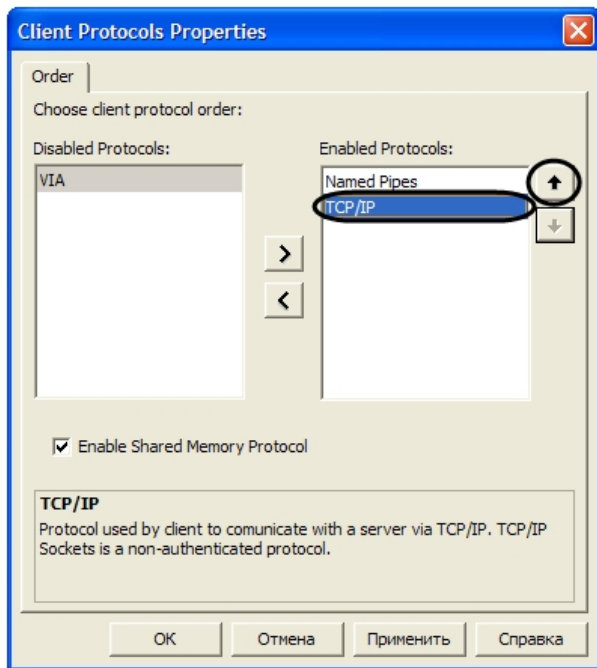 Client Protocols Properties
Order
Choose client protocol order:
Disabled Protocols:
Enabled Protocols:
VIA
Named Pipes
TCP/IP
Enable Shared Memory Protocol
TCP/IP
Protocol used by client to comunicate with a server via TCP/IP. TCP/IP
Sockets is a non-authenticated protocol.
OK
Отмена
Применить
Справка